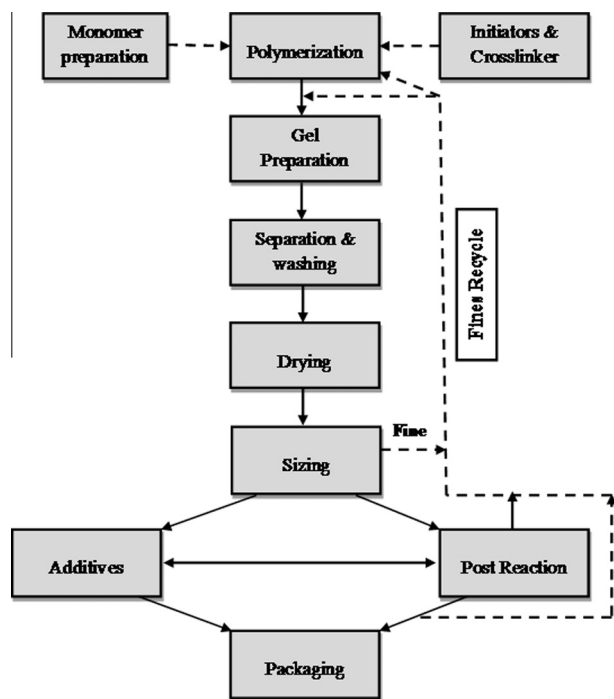 Monomer
preparation
Polymerization
Initiators &
Crosslinker
Gel
Preparation
Separation &
washing
Fines Recycle
Drying
Fine
Sizing
Additives
Post Reaction
Packaging